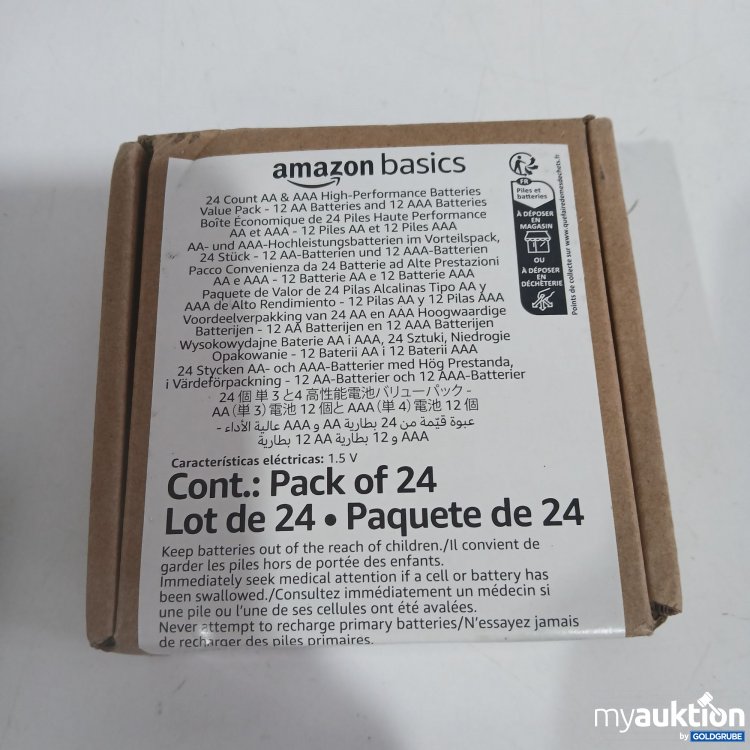 amazon basics
24 Count AA & AAA High-Performance Batteries
Value Pack - 12 AA Batteries and 12 AAA Batteries
Boîte Économique de 24 Piles Haute Performance
AA et AAA - 12 Piles AA et 12 Piles AAA
AA- und AAA-Hochleistungsbatterien im Vorteilspack,
24 Stück - 12 AA-Batterien und 12 AAA-Batterien
Pacco Convenienza da 24 Batterie ad Alte Prestazioni
AA e AAA - 12 Batterie AA e 12 Batterie AAA
Paquete de Valor de 24 Pilas Alcalinas Tipo AA y
AAA de Alto Rendimiento - 12 Pilas AA y 12 Pilas AAA
Voordeelverpakking van 24 AA en AAA Hoogwaardige
Batterijen - 12 AA Batterijen en 12 AAA Batterijen
Wysokowydajne Baterie AA i AAA, 24 Sztuki, Niedrogie
Opakowanie - 12 Baterii AA i 12 Baterii AAA
24 Stycken AA- och AAA-Batterier med Hög Prestanda,
i Värdeförpackning - 12 AA-Batterier och 12 AAA-Batterier
24 個 単 3 と4 高性能電池バリューパック -
AA (単 3) 電池 12 個と AAA (単 4) 電池 12 個
عبوة قيّمة من 24 بطارية AA و AAA عالية الأداء -
12 بطارية AA و 12 بطارية AAA
Características eléctricas: 1.5 V
Cont.: Pack of 24
Lot de 24 • Paquete de 24
Keep batteries out of the reach of children./Il convient de
garder les piles hors de portée des enfants.
Immediately seek medical attention if a cell or battery has
been swallowed./Consultez immédiatement un médecin si
une pile ou l'une de ses cellules ont été avalées.
Never attempt to recharge primary batteries/N'essayez jamais
de recharger des piles primaires.
FR
Piles et
batteries
À DÉPOSER
EN
MAGASIN
OU
À DÉPOSER
EN
DÉCHÈTERIE
Points de collecte sur www.quefairedemesdechets.fr
myauktion
by GOLDGRUBE